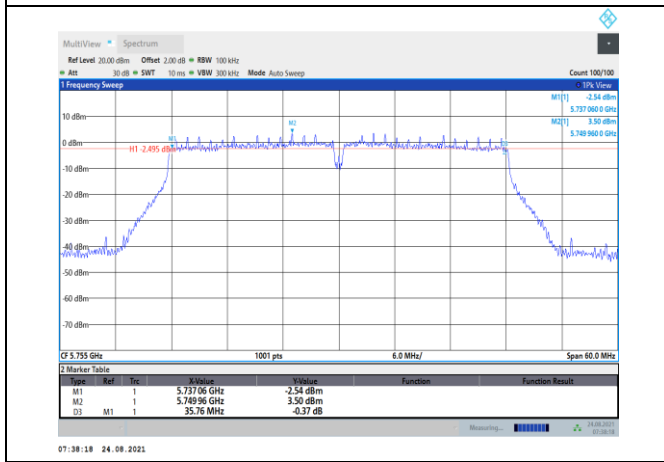 MultiView Spectrum
Ref Level 20.00 dBm Offset 2.00 dB RBW 100 kHz
Att 30 dB SWT 10 ms VBW 300 kHz Mode Auto Sweep Count 100/100
1 Frequency Sweep 1Pk View
M1[1] -2.54 dBm
5.737 060 0 GHz
M2[1] 3.50 dBm
5.749 960 0 GHz
10 dBm
M2
0 dBm
H1 -2.495 dBm
-10 dBm
-20 dBm
-30 dBm
-40 dBm
-50 dBm
-60 dBm
-70 dBm
CF 5.755 GHz 1001 pts 6.0 MHz/ Span 60.0 MHz
2 Marker Table
Type Ref Trc X-Value Y-Value Function Function Result
M1 1 5.737 06 GHz -2.54 dBm
M2 1 5.749 96 GHz 3.50 dBm
D3 M1 1 35.76 MHz -0.37 dB
Measuring... 24.08.2021
07:38:18
07:38:18 24.08.2021